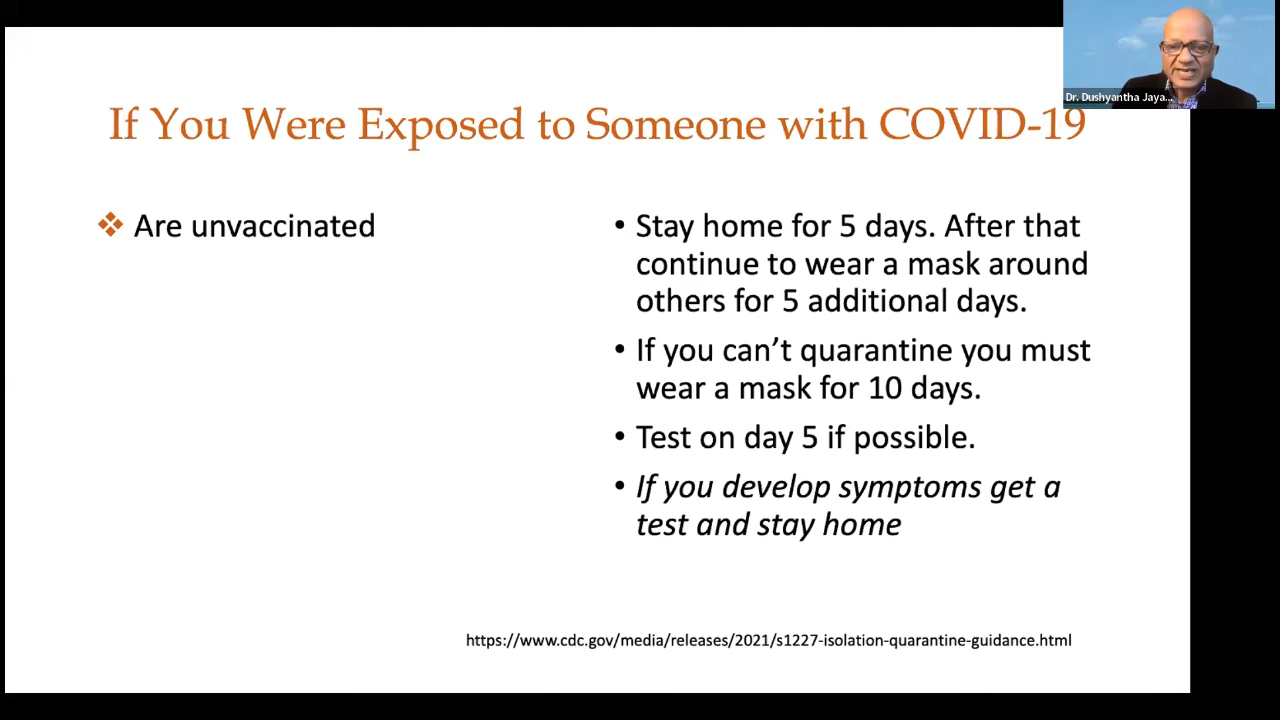 Dr. Dushyantha Jaya...
If You Were Exposed to Someone with COVID-19
❖ Are unvaccinated
• Stay home for 5 days. After that
continue to wear a mask around
others for 5 additional days.
• If you can’t quarantine you must
wear a mask for 10 days.
• Test on day 5 if possible.
• If you develop symptoms get a
test and stay home
https://www.cdc.gov/media/releases/2021/s1227-isolation-quarantine-guidance.html